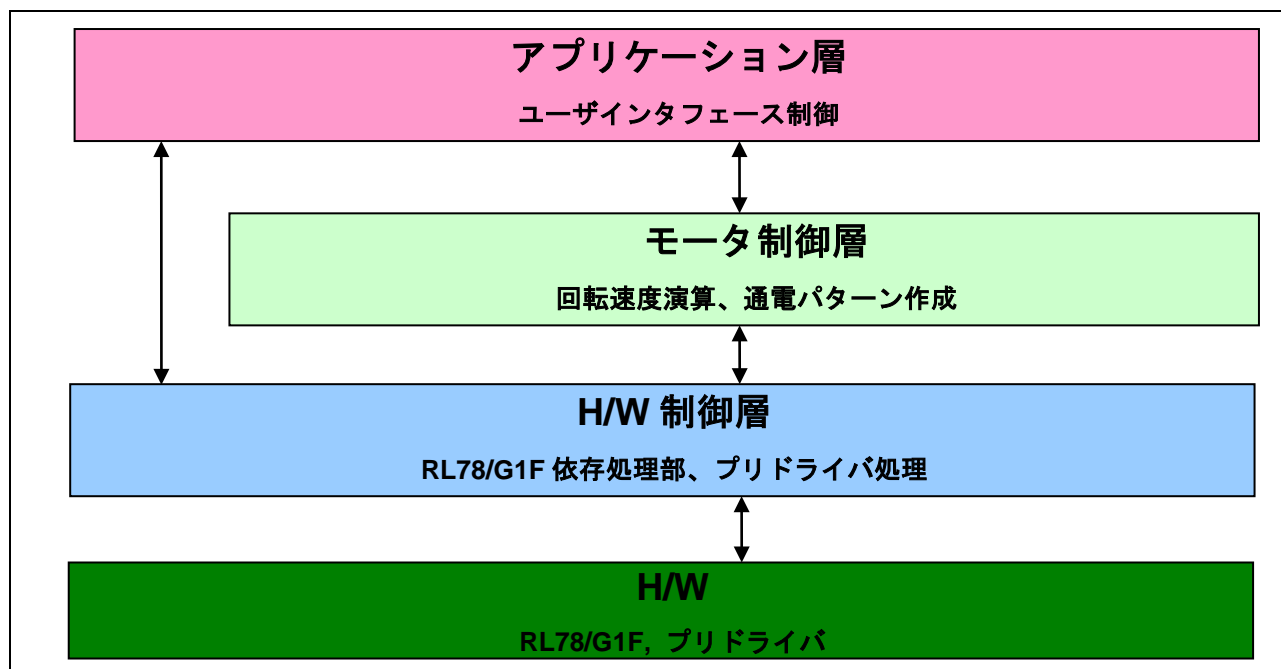 アプリケーション層
ユーザインタフェース制御
モータ制御層
回転速度演算、通電パターン作成
H/W 制御層
RL78/G1F 依存処理部、プリドライバ処理
H/W
RL78/G1F, プリドライバ